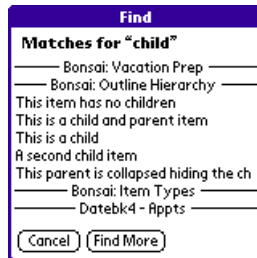 Find
Matches for “child”
Bonsai: Vacation Prep
Bonsai: Outline Hierarchy
This item has no children
This is a child and parent item
This is a child
A second child item
This parent is collapsed hiding the ch
Bonsai: Item Types
Datebk4 - Appts
Cancel Find More